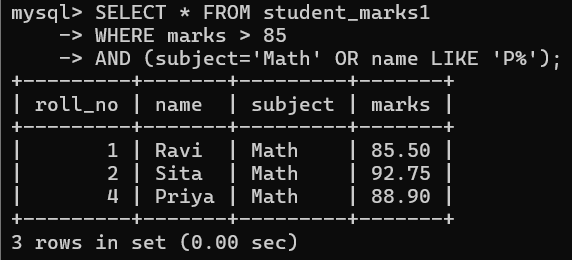 mysql> SELECT * FROM student_marks1
    -> WHERE marks > 85
    -> AND (subject='Math' OR name LIKE 'P%');
+---------+-------+---------+-------+
| roll_no | name  | subject | marks |
+---------+-------+---------+-------+
|       1 | Ravi  | Math    | 85.50 |
|       2 | Sita  | Math    | 92.75 |
|       4 | Priya | Math    | 88.90 |
+---------+-------+---------+-------+
3 rows in set (0.00 sec)